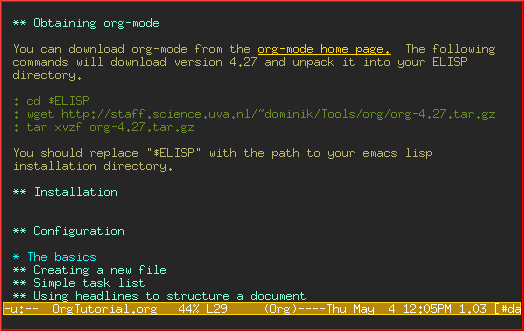 ** Obtaining org-mode
You can download org-mode from the org-mode home page.  The following
commands will download version 4.27 and unpack it into your ELISP
directory.
: cd $ELISP
: wget http://staff.science.uva.nl/~dominik/Tools/org/org-4.27.tar.gz
: tar xvzf org-4.27.tar.gz
You should replace "$ELISP" with the path to your emacs lisp
installation directory.
** Installation
** Configuration
* The basics
** Creating a new file
** Simple task list
** Using headlines to structure a document
-u:--  OrgTutorial.org   44% L29     (Org)----Thu May  4 12:05PM 1.03 [#da